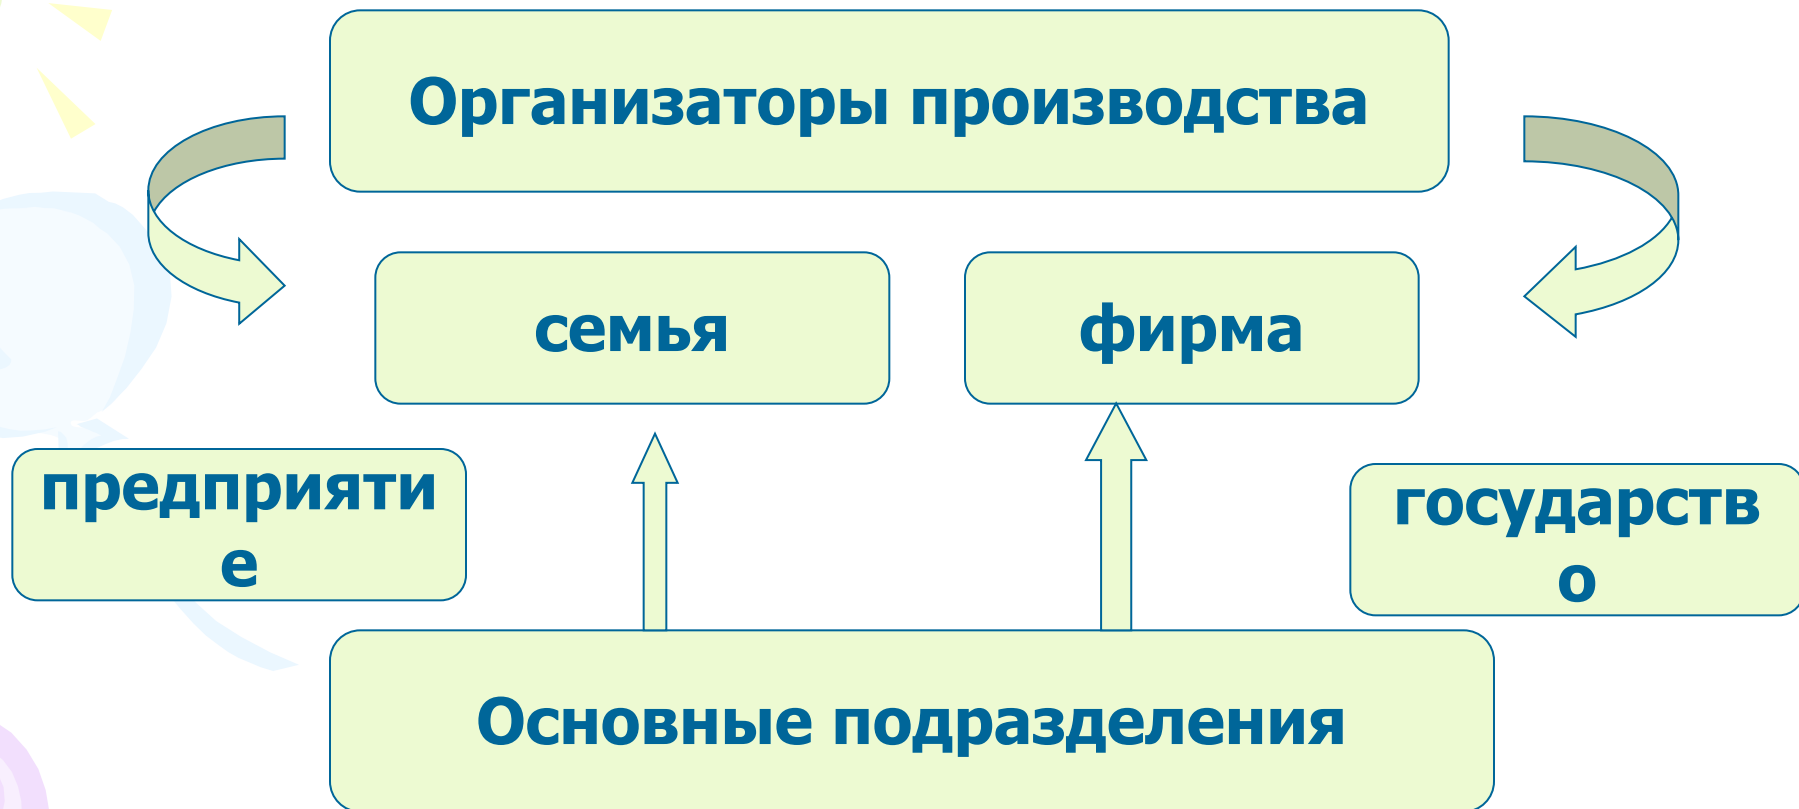 Организаторы производства
семья
фирма
предприяти
е
государств
о
Основные подразделения